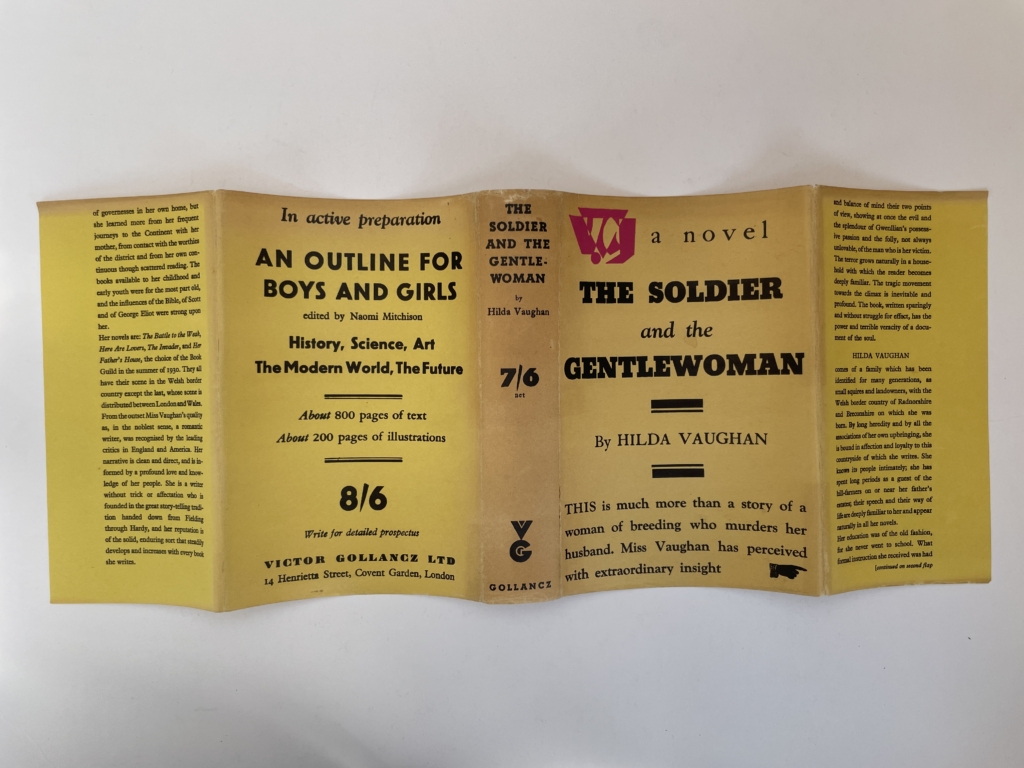 of governesses in her own home, but
she learned more from her frequent
journeys to the Continent with her
mother, from contact with the worthies
of the district and from her own con-
tinuous though scattered reading. The
books available to her childhood and
early youth were for the most part old,
and the influences of the Bible, of Scott
and of George Eliot were strong upon
her.
Her novels are: The Battle to the Weak,
Here Are Lovers, The Invader, and Her
Father's House, the choice of the Book
Guild in the summer of 1930. They all
have their scene in the Welsh border
country except the last, whose scene is
distributed between London and Wales.
From the outset Miss Vaughan's quality
as, in the noblest sense, a romantic
writer, was recognised by the leading
critics in England and America. Her
narrative is clean and direct, and is in-
formed by a profound love and know-
ledge of her people. She is a writer
without trick or affectation who is
founded in the great story-telling tradi-
tion handed down from Fielding
through Hardy, and her reputation is
of the solid, enduring sort that steadily
develops and increases with every book
she writes.
In active preparation
AN OUTLINE FOR
BOYS AND GIRLS
edited by Naomi Mitchison
History, Science, Art
The Modern World, The Future
About 800 pages of text
About 200 pages of illustrations
8/6
Write for detailed prospectus
VICTOR GOLLANCZ LTD
14 Henrietta Street, Covent Garden, London
THE
SOLDIER
AND THE
GENTLE-
WOMAN
by
Hilda Vaughan
7/6
net
VG
GOLLANCZ
VG
a novel
THE SOLDIER
and the
GENTLEWOMAN
By HILDA VAUGHAN
THIS is much more than a story of a
woman of breeding who murders her
husband. Miss Vaughan has perceived
with extraordinary insight
and balance of mind their two points
of view, showing at once the evil and
the splendour of Gwenllian's possess-
ive passion and the folly, not always
unlovable, of the man who is her victim.
The terror grows naturally in a house-
hold with which the reader becomes
deeply familiar. The tragic movement
towards the climax is inevitable and
profound. The book, written sparingly
and without struggle for effect, has the
power and terrible veracity of a docu-
ment of the soul.
HILDA VAUGHAN
comes of a family which has been
identified for many generations, as
small squires and landowners, with the
Welsh border country of Radnorshire
and Breconshire on which she was
born. By long heredity and by all the
associations of her own upbringing, she
is bound in affection and loyalty to this
countryside of which she writes. She
knows its people intimately; she has
spent long periods as a guest of the
hill-farmers on or near her father's
estates; their speech and their way of
life are deeply familiar to her and appear
naturally in all her novels.
Her education was of the old fashion,
for she never went to school. What
formal instruction she received was had
[continued on second flap